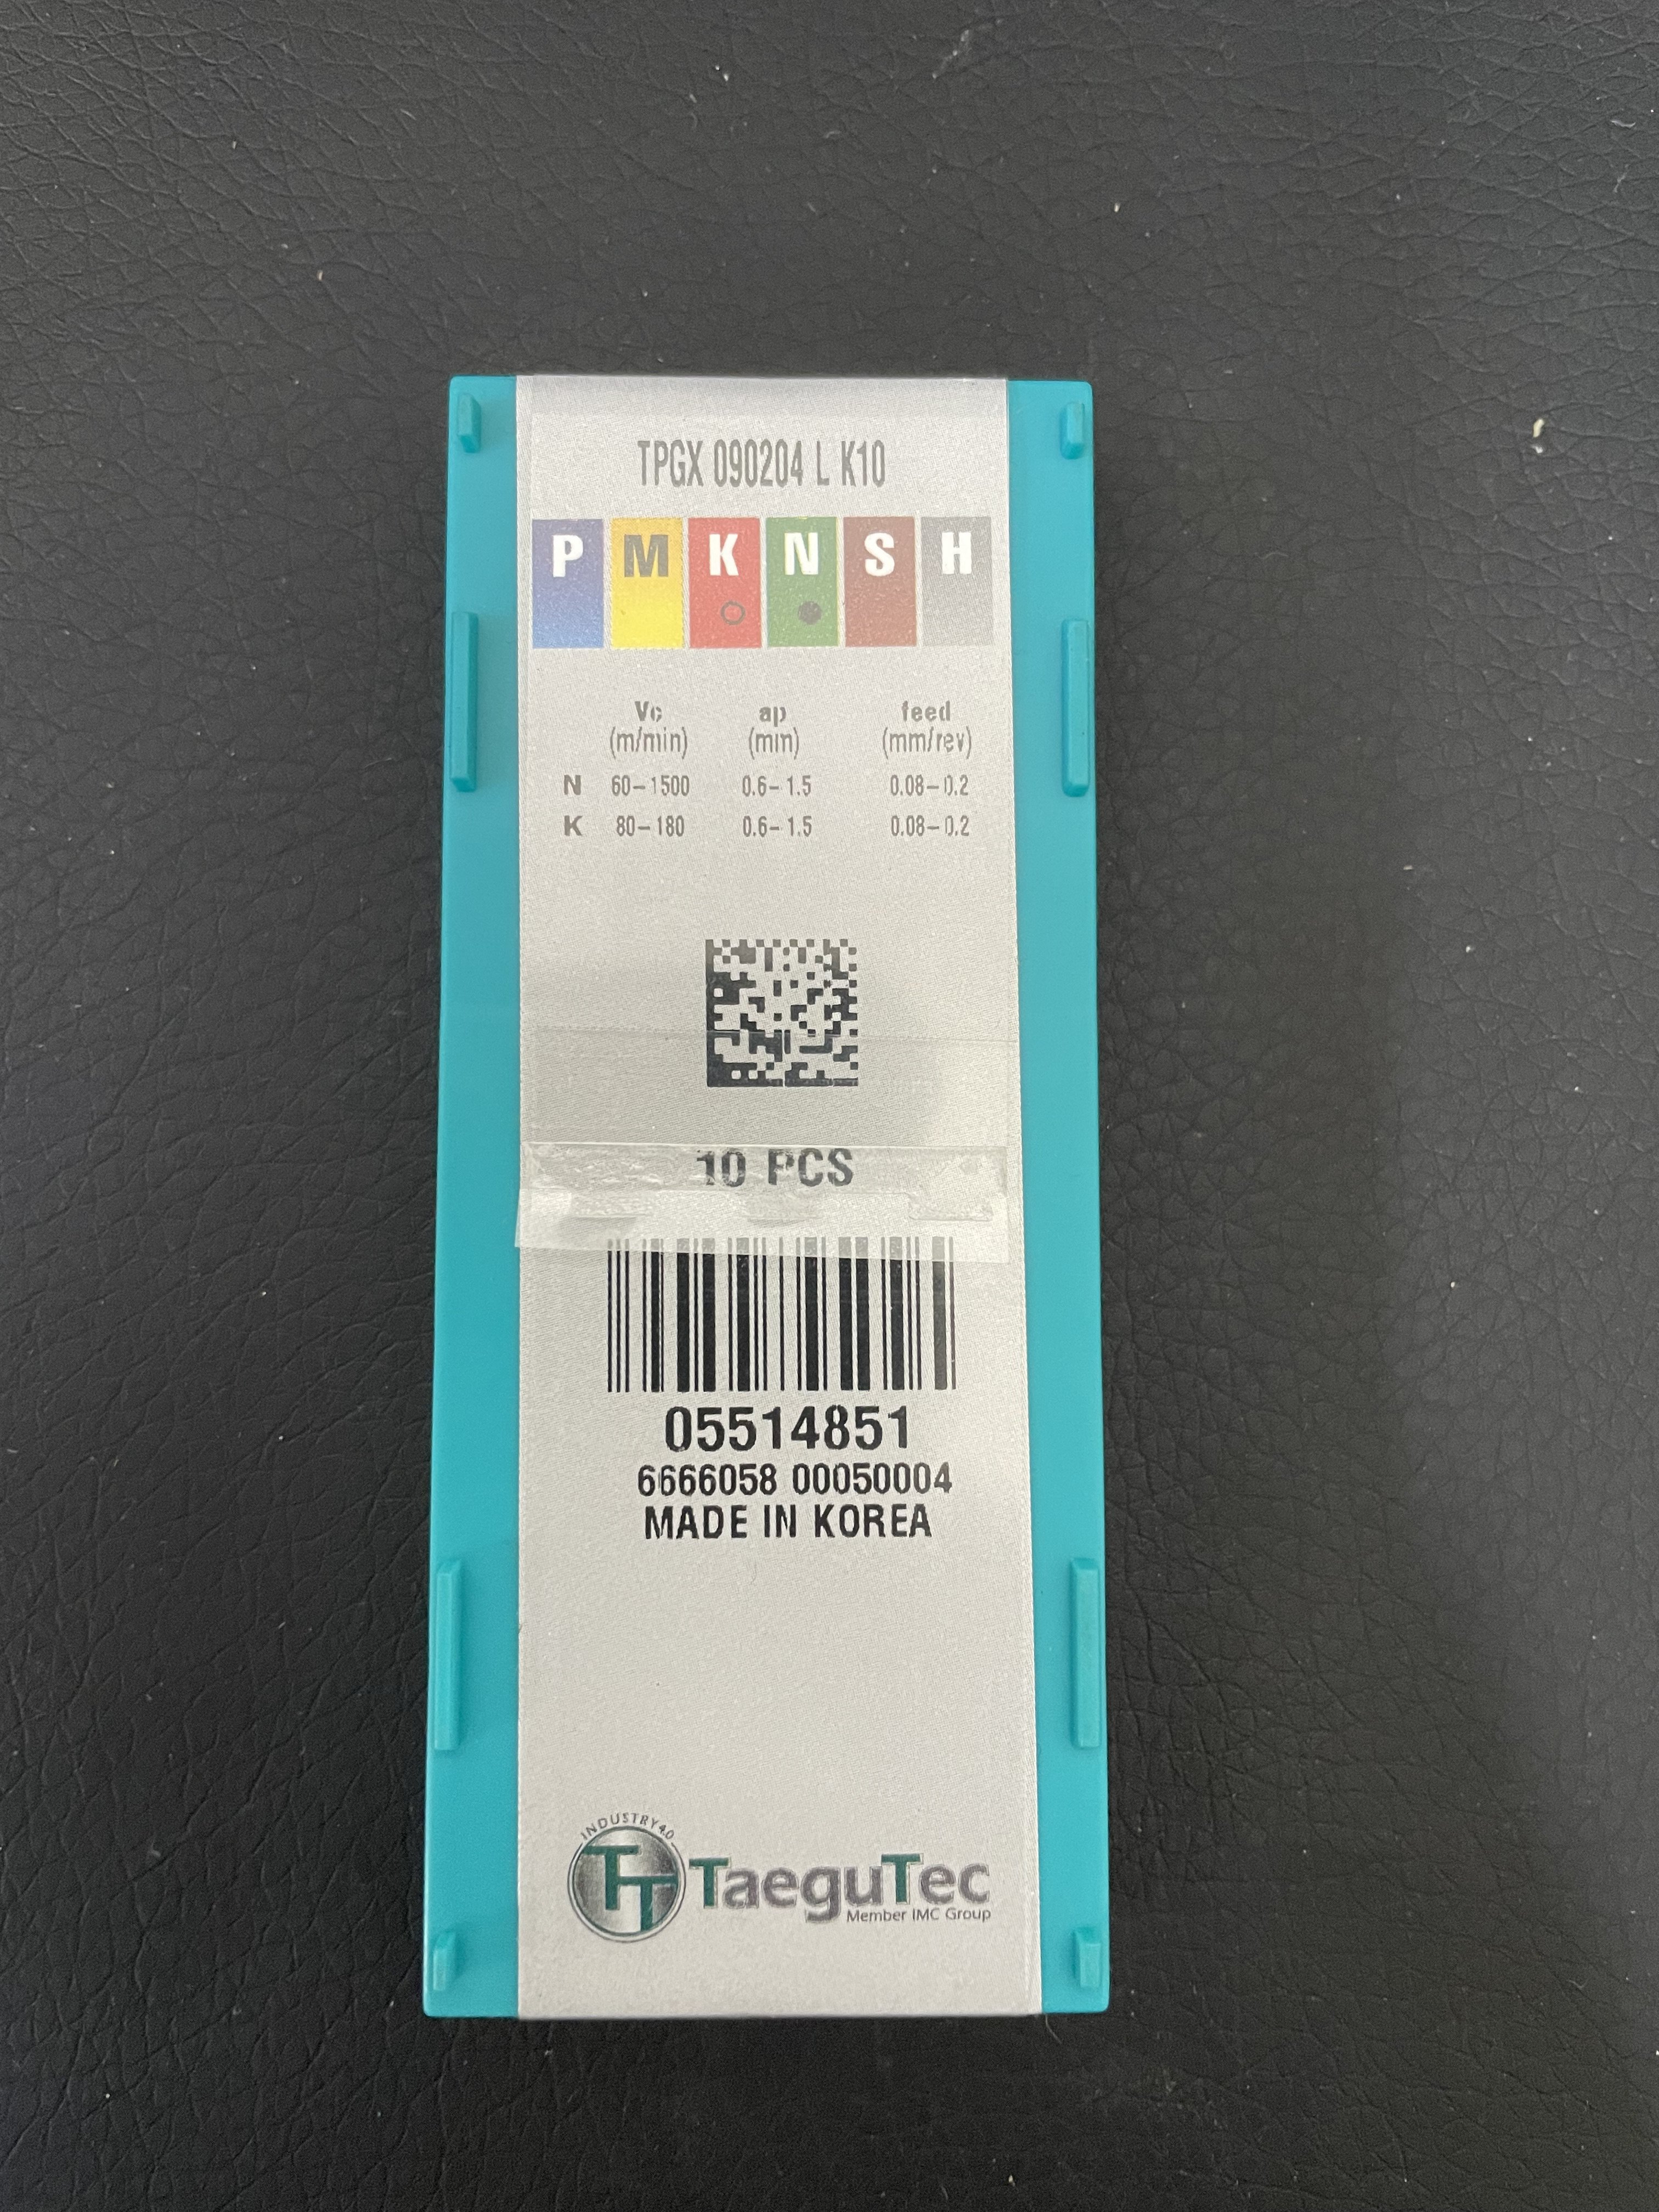 TPGX 090204 L K10
P M K N S H
Vc ap feed
(m/min) (mm) (mm/rev)
N 60-1500 0.6-1.5 0.08-0.2
K 80-180 0.6-1.5 0.08-0.2
10 PCS
05514851
6666058 00050004
MADE IN KOREA
INDUSTRY 4.0
TT TaeguTec
Member IMC Group